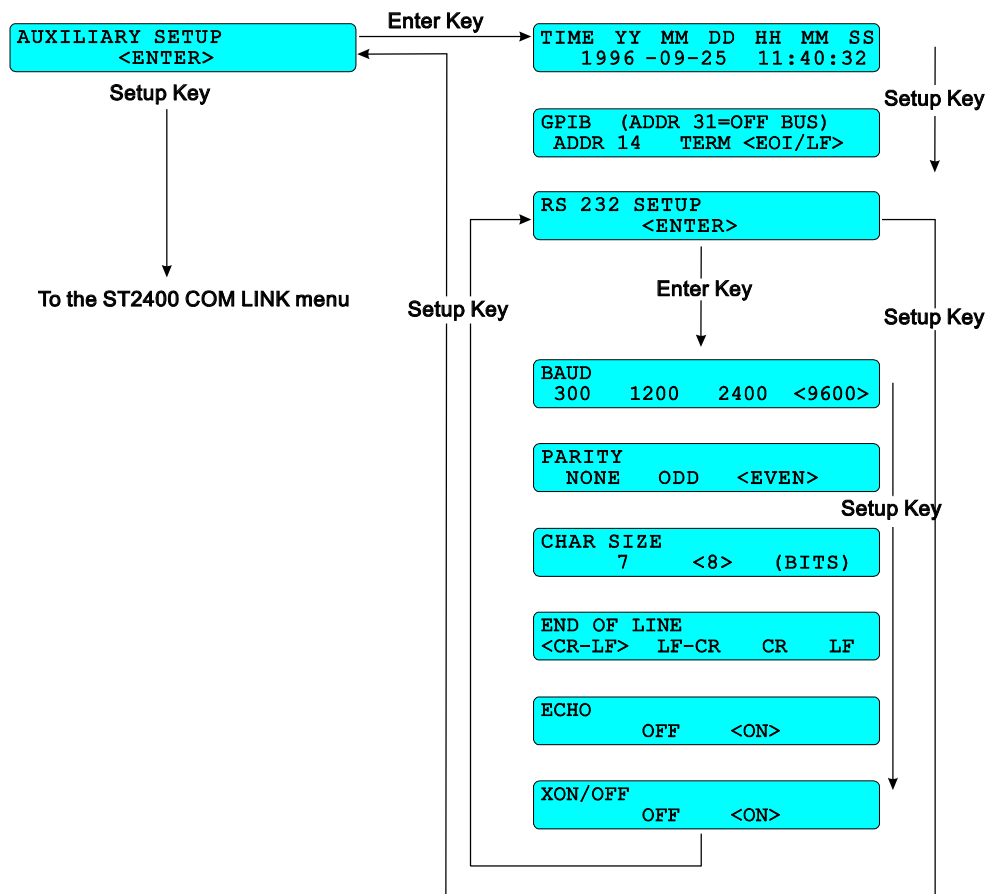 Enter Key
AUXILIARY SETUP
<ENTER>
Setup Key
To the ST2400 COM LINK menu
TIME YY MM DD HH MM SS
1996 -09-25 11:40:32
Setup Key
GPIB (ADDR 31=OFF BUS)
ADDR 14 TERM <EOI/LF>
RS 232 SETUP
<ENTER>
Enter Key
Setup Key
Setup Key
BAUD
300 1200 2400 <9600>
PARITY
NONE ODD <EVEN>
Setup Key
CHAR SIZE
7 <8> (BITS)
END OF LINE
<CR-LF> LF-CR CR LF
ECHO
OFF <ON>
XON/OFF
OFF <ON>